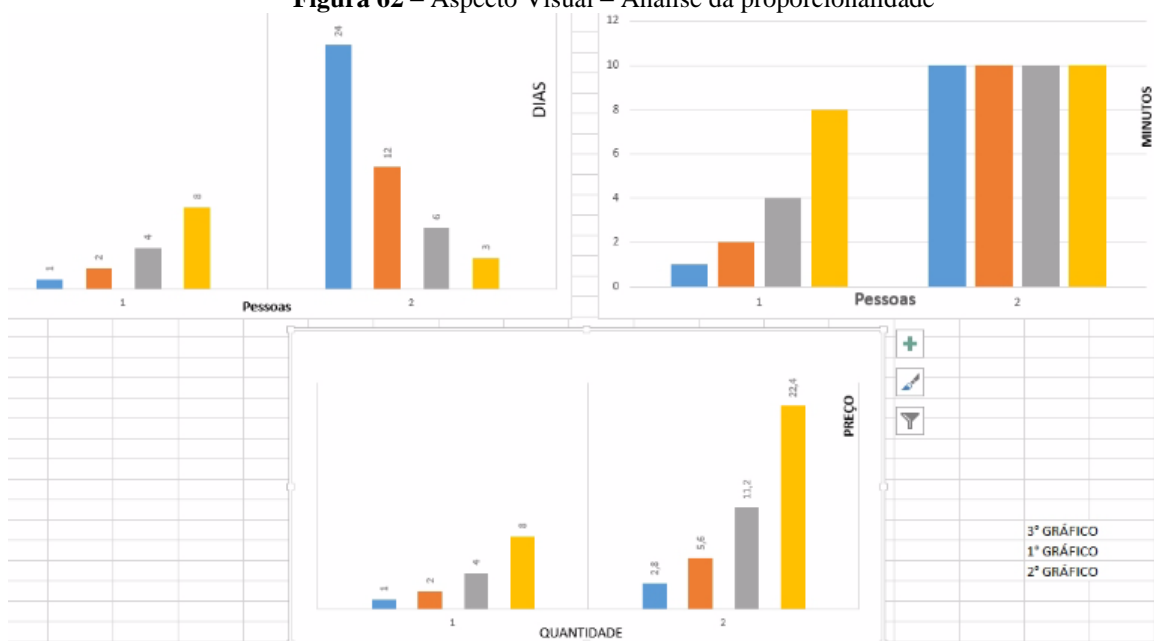 Figura 62 – Aspecto Visual – Análise da proporcionalidade
24
12
8
6
4
3
2
1
DIAS
1
Pessoas
2
12
10
8
6
4
2
0
MINUTOS
1
Pessoas
2
22,4
11,2
8
5,6
4
2,8
2
1
PREÇO
1
QUANTIDADE
2
3° GRÁFICO
1° GRÁFICO
2° GRÁFICO